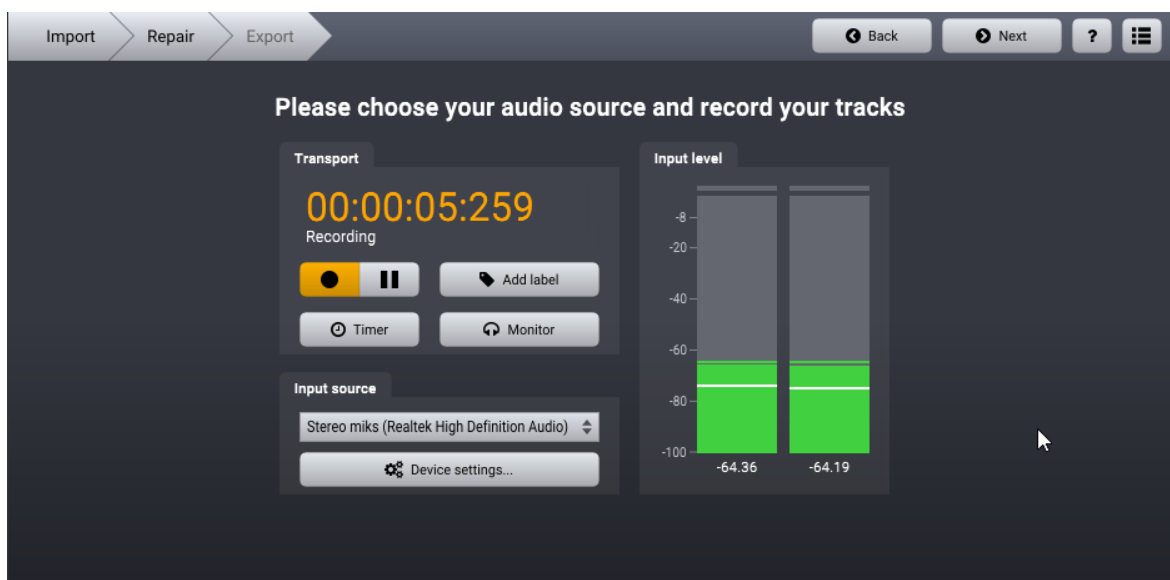 Import Repair Export Back Next ?
Please choose your audio source and record your tracks
Transport
00:00:05:259
Recording
Add label
Timer Monitor
Input source
Stereo miks (Realtek High Definition Audio)
Device settings...
Input level
-8
-20
-40
-60
-80
-100
-64.36 -64.19